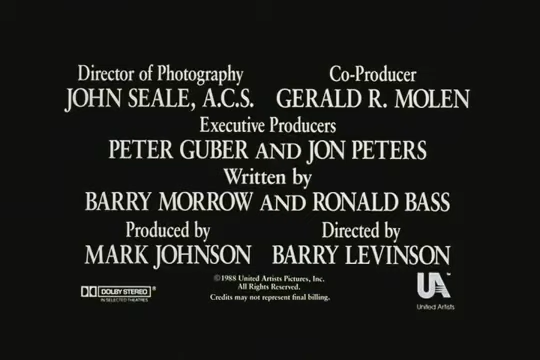 Director of Photography
JOHN SEALE, A.C.S.
Co-Producer
GERALD R. MOLEN
Executive Producers
PETER GUBER AND JON PETERS
Written by
BARRY MORROW AND RONALD BASS
Produced by
MARK JOHNSON
Directed by
BARRY LEVINSON
DOLBY STEREO®
IN SELECTED THEATRES
©1988 United Artists Pictures, Inc.
All Rights Reserved.
Credits may not represent final billing.
UA™
United Artists